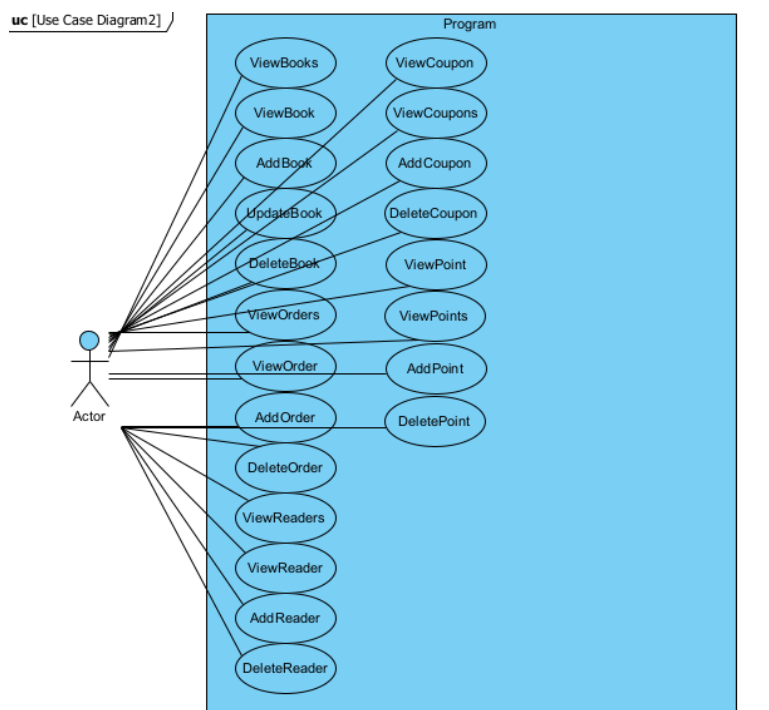 uc [Use Case Diagram2]
Program
ViewBooks
ViewBook
AddBook
UpdateBook
DeleteBook
ViewOrders
ViewOrder
AddOrder
DeleteOrder
ViewReaders
ViewReader
AddReader
DeleteReader
ViewCoupon
ViewCoupons
AddCoupon
DeleteCoupon
ViewPoint
ViewPoints
AddPoint
DeletePoint
Actor